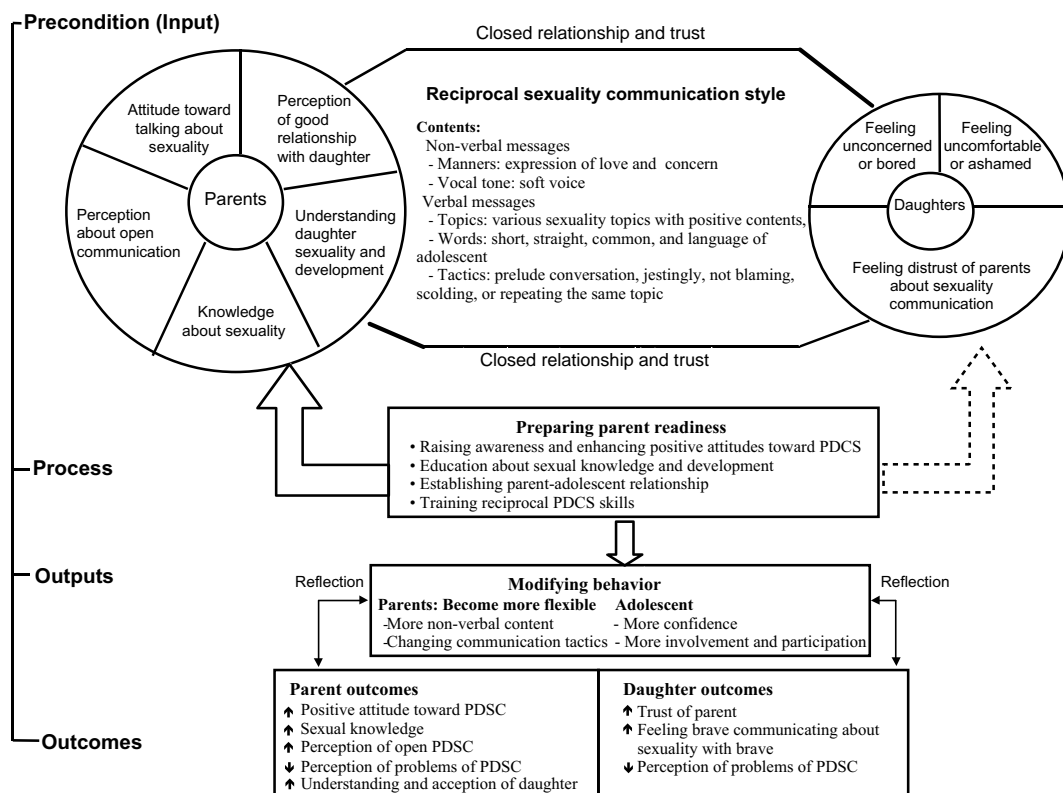 Precondition (Input)
Closed relationship and trust
Attitude toward
talking about
sexuality
Perception
of good
relationship
with daughter
Parents
Perception
about open
communication
Understanding
daughter
sexuality and
development
Knowledge
about sexuality
Reciprocal sexuality communication style
Contents:
Non-verbal messages
- Manners: expression of love and concern
- Vocal tone: soft voice
Verbal messages
- Topics: various sexuality topics with positive contents,
- Words: short, straight, common, and language of
adolescent
- Tactics: prelude conversation, jestingly, not blaming,
scolding, or repeating the same topic
Feeling
unconcerned
or bored
Feeling
uncomfortable
or ashamed
Daughters
Feeling distrust of parents
about sexuality
communication
Closed relationship and trust
Process
Preparing parent readiness
• Raising awareness and enhancing positive attitudes toward PDCS
• Education about sexual knowledge and development
• Establishing parent-adolescent relationship
• Training reciprocal PDCS skills
Outputs
Reflection
Modifying behavior
Parents: Become more flexible
-More non-verbal content
-Changing communication tactics
Adolescent
- More confidence
- More involvement and participation
Reflection
Outcomes
Parent outcomes
↑ Positive attitude toward PDSC
↑ Sexual knowledge
↑ Perception of open PDSC
↓ Perception of problems of PDSC
↑ Understanding and acception of daughter
Daughter outcomes
↑ Trust of parent
↑ Feeling brave communicating about
sexuality with brave
↓ Perception of problems of PDSC